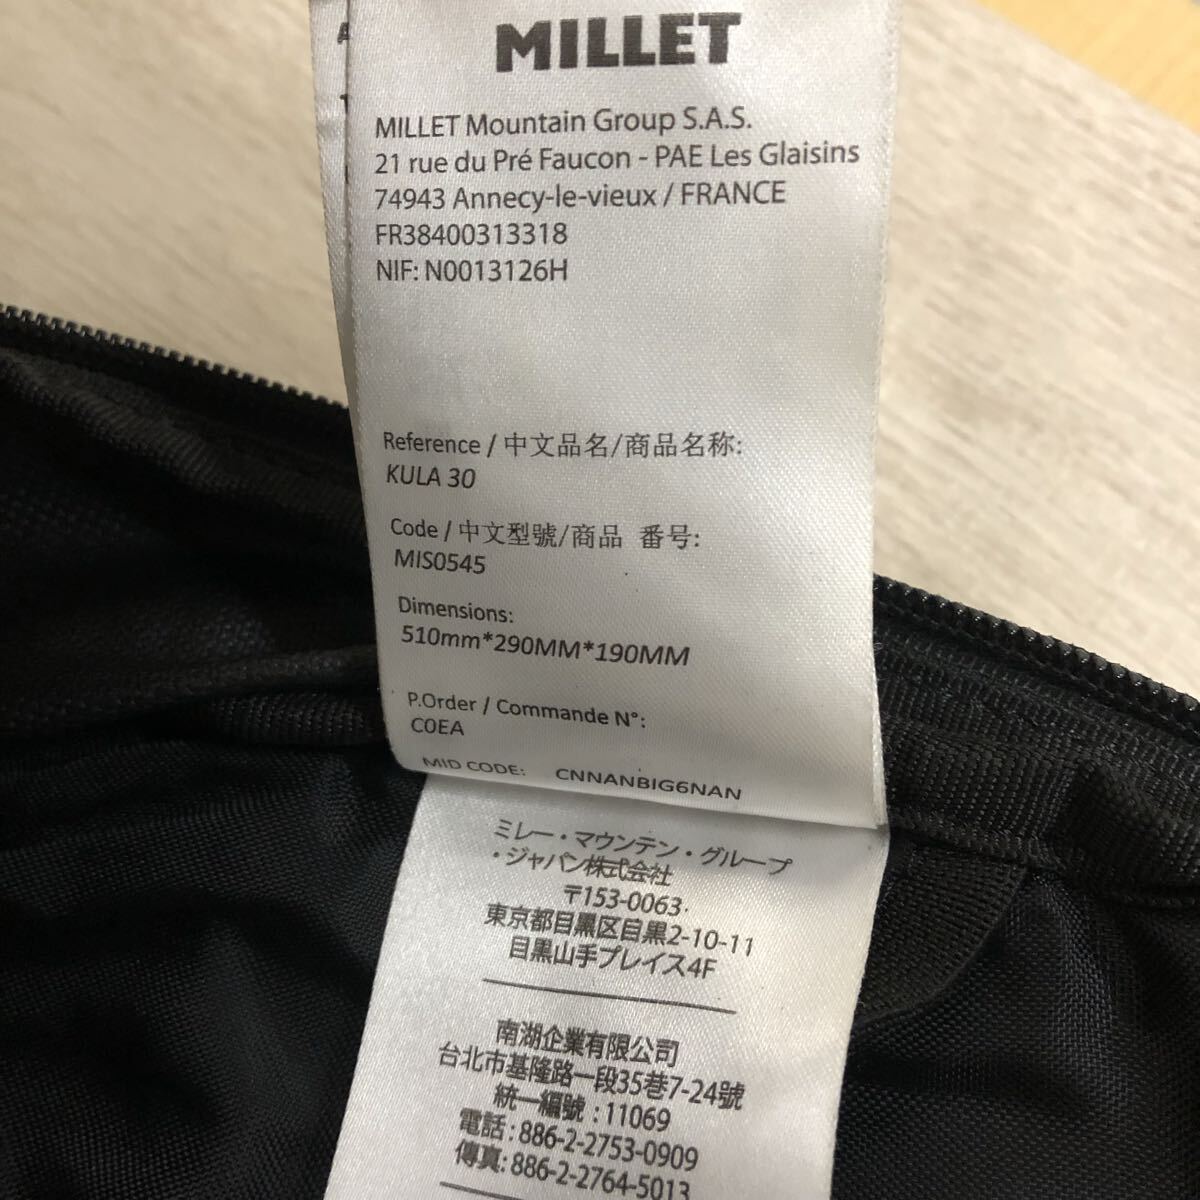 MILLET
MILLET Mountain Group S.A.S.
21 rue du Pré Faucon - PAE Les Glaisins
74943 Annecy-le-vieux / FRANCE
FR38400313318
NIF: N0013126H
Reference / 中文品名/商品名称:
KULA 30
Code / 中文型號/商品 番号:
MIS0545
Dimensions:
510mm*290MM*190MM
P.Order / Commande N°:
C0EA
MID CODE: CNNANBIG6NAN
ミレー・マウンテン・グループ
・ジャパン株式会社
〒153-0063
東京都目黒区目黒2-10-11
目黒山手プレイス4F
南湖企業有限公司
台北市基隆路一段35巷7-24號
統一編號:11069
電話:886-2-2753-0909
傳真:886-2-2764-5013